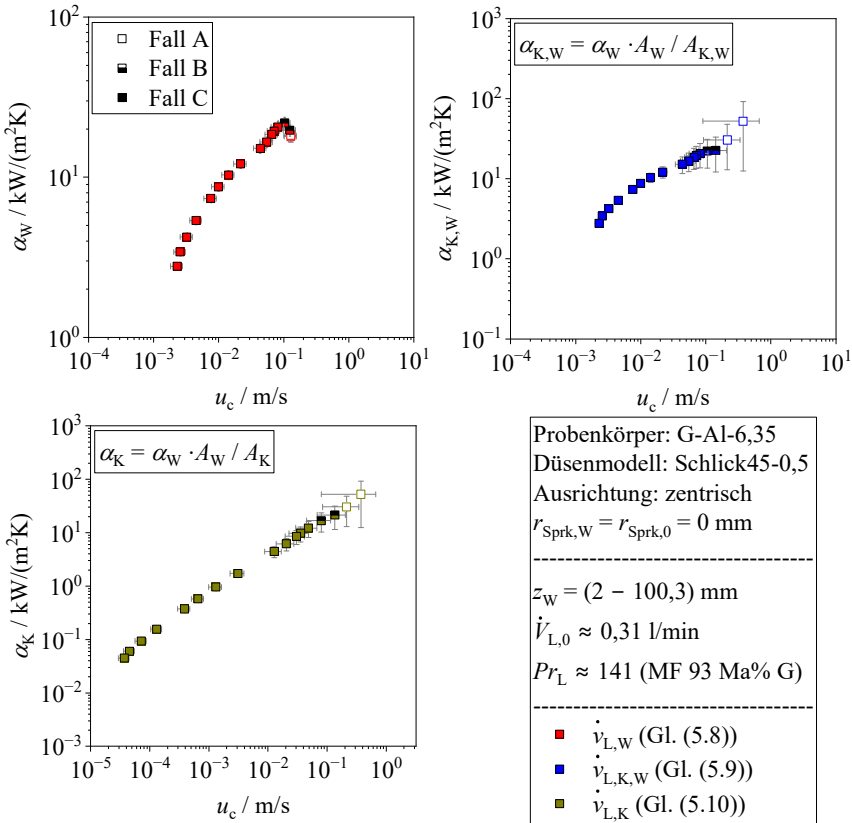 Fall A
Fall B
Fall C
α_W / kW/(m²K)
10²
10¹
10⁰
10⁻⁴ 10⁻³ 10⁻² 10⁻¹ 10⁰ 10¹
u_c / m/s
α_K,W = α_W · A_W / A_K,W
α_K,W / kW/(m²K)
10³
10²
10¹
10⁰
10⁻¹
10⁻⁴ 10⁻³ 10⁻² 10⁻¹ 10⁰ 10¹
u_c / m/s
α_K = α_W · A_W / A_K
α_K / kW/(m²K)
10³
10²
10¹
10⁰
10⁻¹
10⁻²
10⁻³
10⁻⁵ 10⁻⁴ 10⁻³ 10⁻² 10⁻¹ 10⁰
u_c / m/s
Probenkörper: G-Al-6,35
Düsenmodell: Schlick45-0,5
Ausrichtung: zentrisch
r_Sprk,W = r_Sprk,0 = 0 mm
z_W = (2 − 100,3) mm
V̇_L,0 ≈ 0,31 l/min
Pr_L ≈ 141 (MF 93 Ma% G)
v̇_L,W (Gl. (5.8))
v̇_L,K,W (Gl. (5.9))
v̇_L,K (Gl. (5.10))